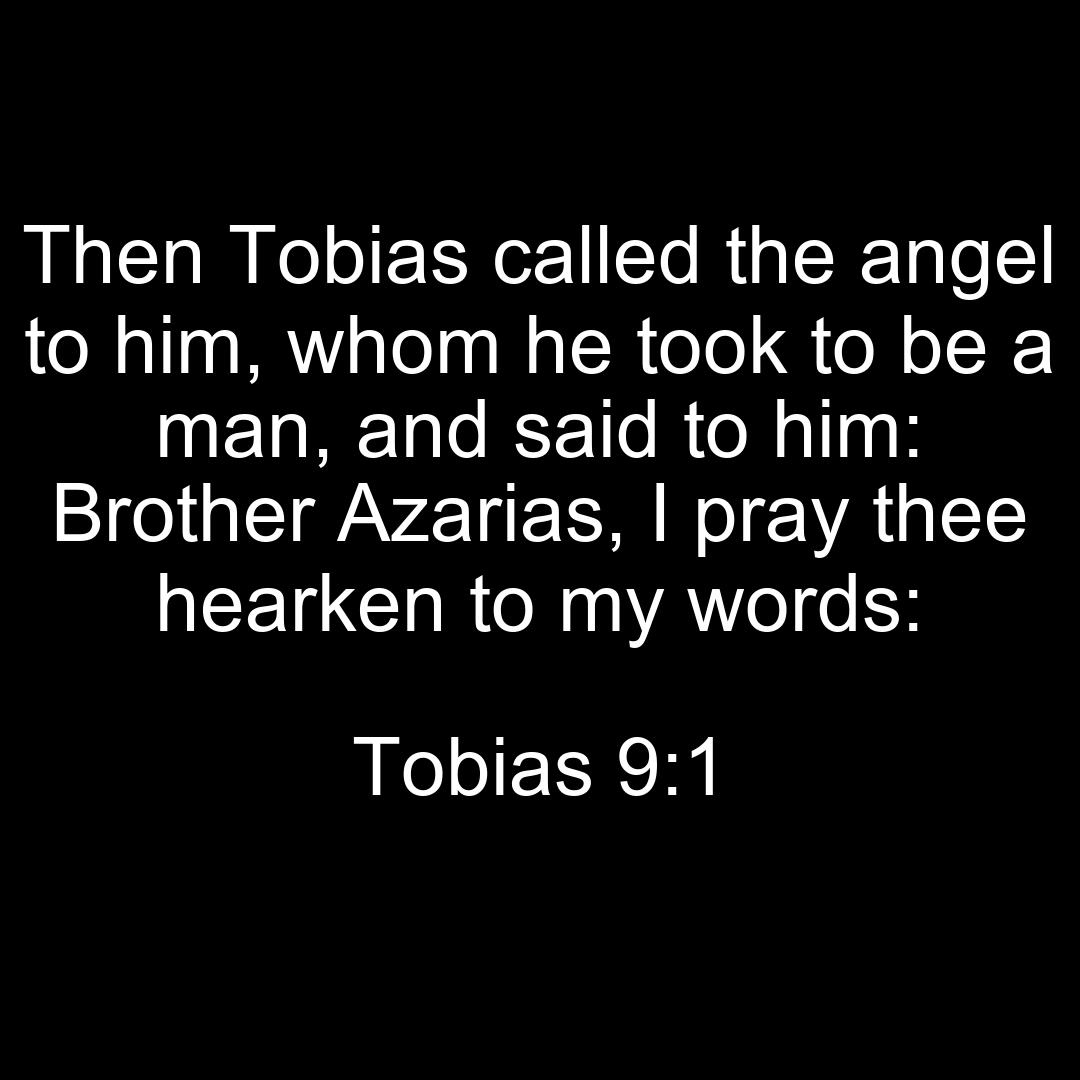 Then Tobias called the angel
to him, whom he took to be a
man, and said to him:
Brother Azarias, I pray thee
hearken to my words:
Tobias 9:1